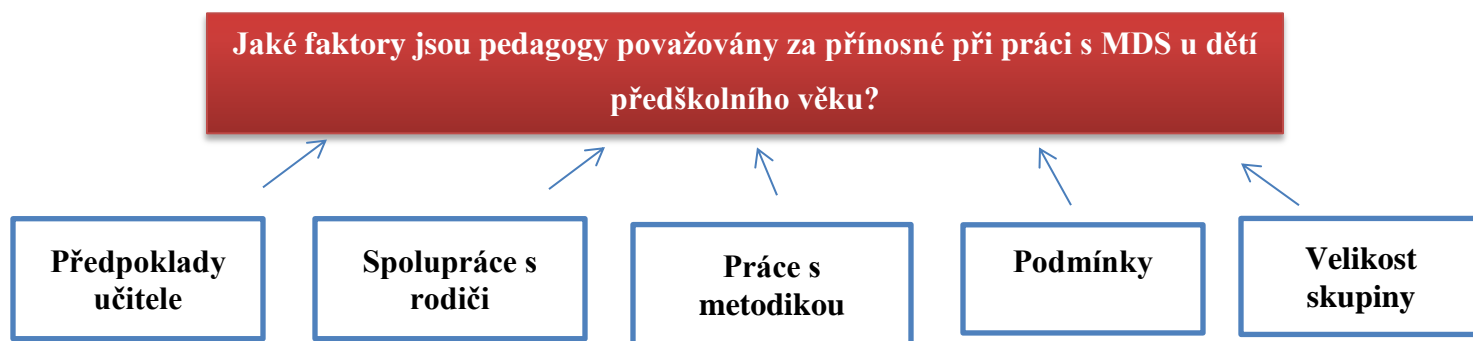 Jaké faktory jsou pedagogy považovány za přínosné při práci s MDS u dětí
předškolního věku?
Předpoklady
učitele
Spolupráce s
rodiči
Práce s
metodikou
Podmínky
Velikost
skupiny